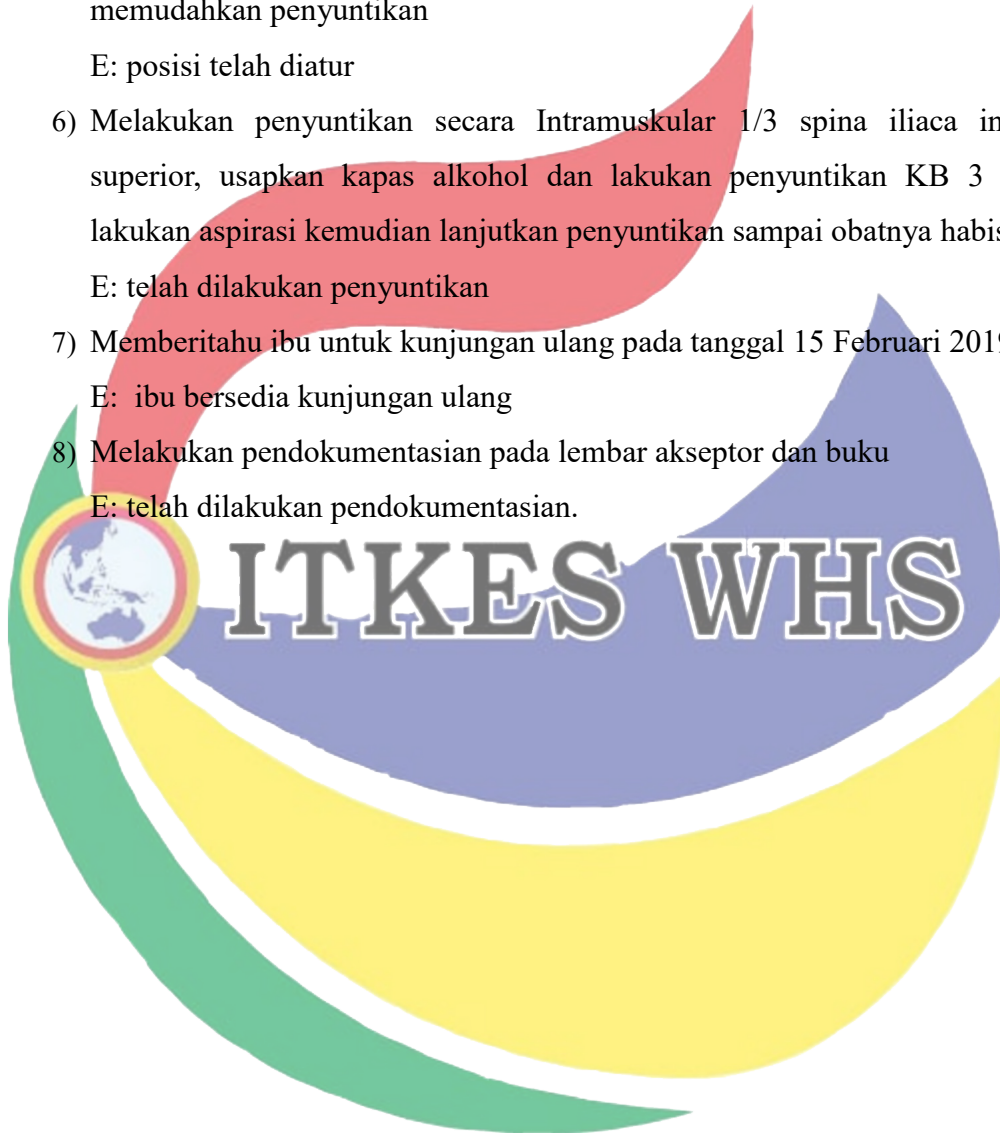 memudahkan penyuntikan
E: posisi telah diatur
6) Melakukan penyuntikan secara Intramuskular 1/3 spina iliaca
superior, usapkan kapas alkohol dan lakukan penyuntikan KB 3
lakukan aspirasi kemudian lanjutkan penyuntikan sampai obatnya
E: telah dilakukan penyuntikan
7) Memberitahu ibu untuk kunjungan ulang pada tanggal 15 Februari 2019
E: ibu bersedia kunjungan ulang
8) Melakukan pendokumentasian pada lembar akseptor dan buku
E: telah dilakukan pendokumentasian.
ITKES WHS